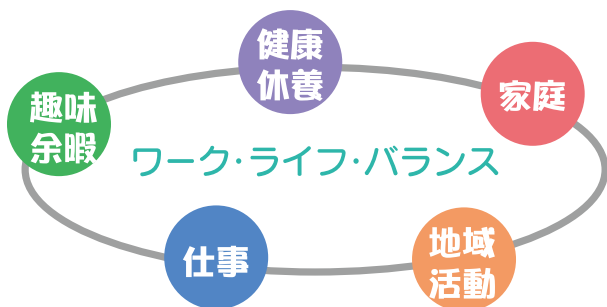 健康
休養
家庭
趣味
余暇
ワーク・ライフ・バランス
仕事
地域
活動